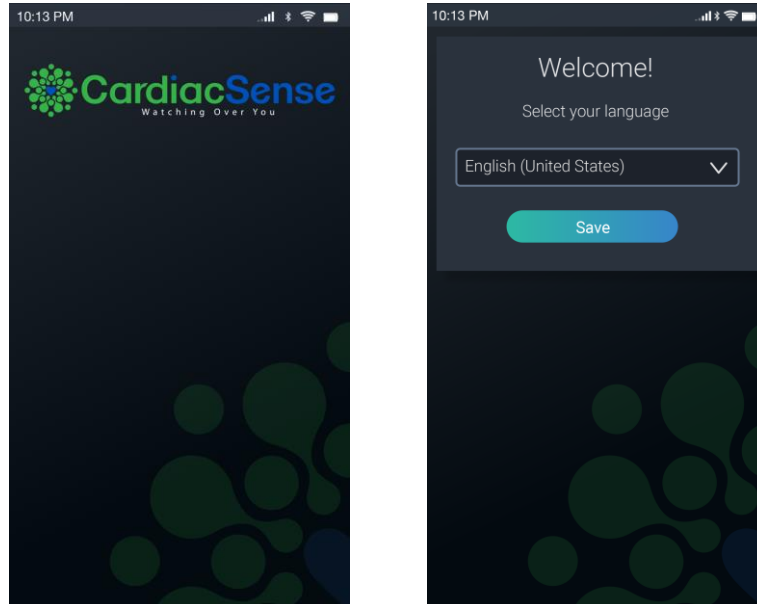 10:13 PM
CardiacSense
Watching Over You
10:13 PM
Welcome!
Select your language
English (United States)
Save